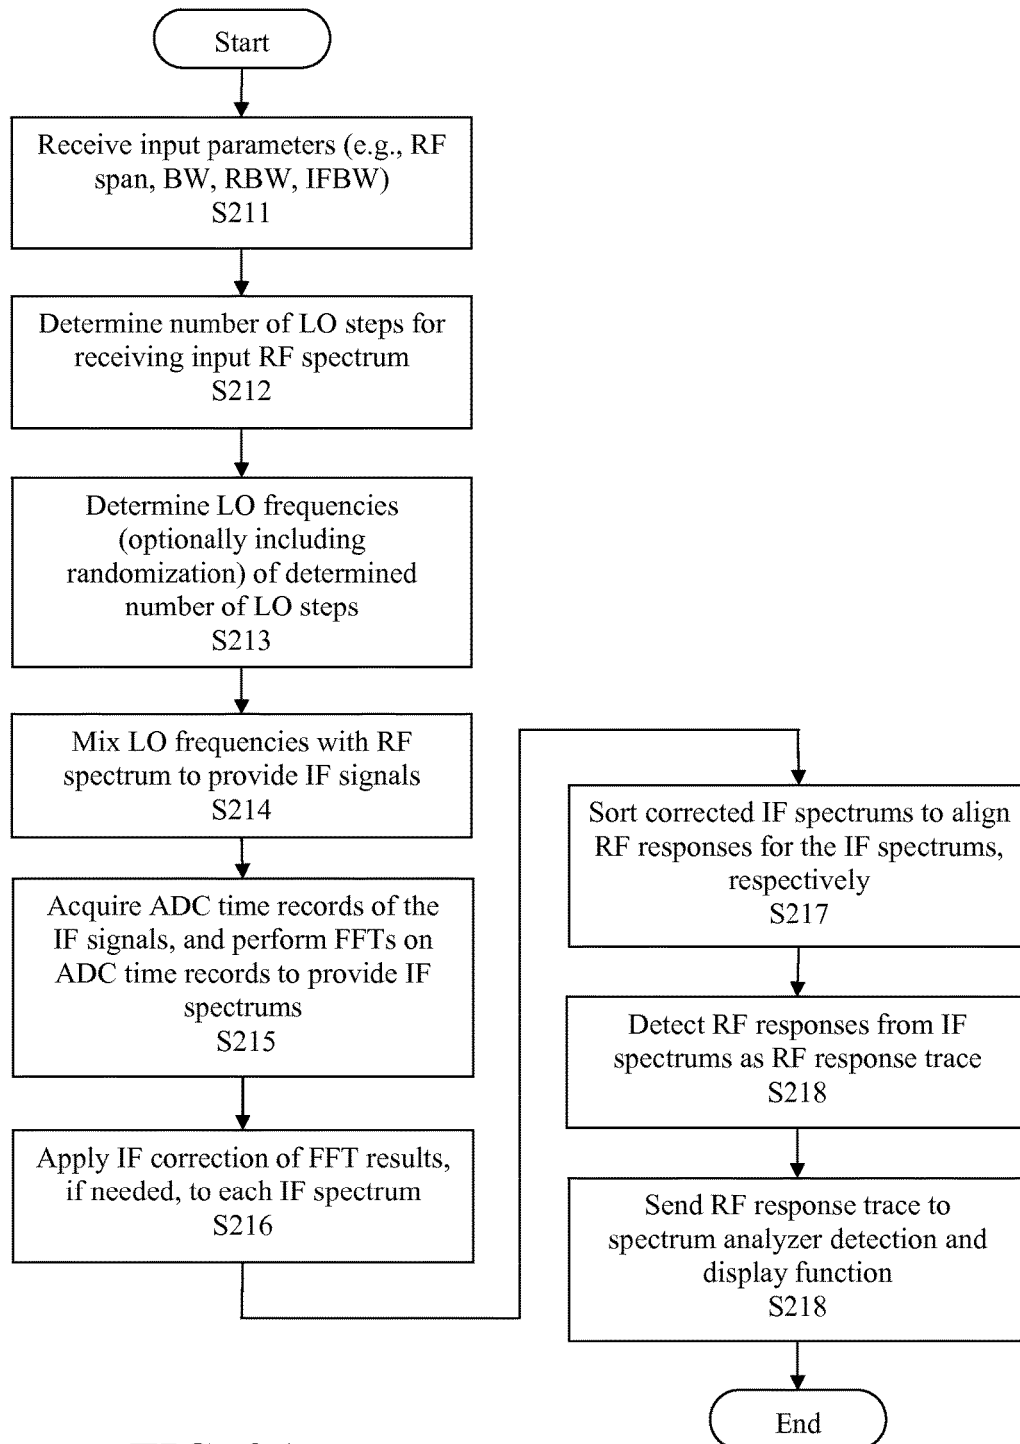 Start
Receive input parameters (e.g., RF
span, BW, RBW, IFBW)
S211
Determine number of LO steps for
receiving input RF spectrum
S212
Determine LO frequencies
(optionally including
randomization) of determined
number of LO steps
S213
Mix LO frequencies with RF
spectrum to provide IF signals
S214
Acquire ADC time records of the
IF signals, and perform FFTs on
ADC time records to provide IF
spectrums
S215
Apply IF correction of FFT results,
if needed, to each IF spectrum
S216
Sort corrected IF spectrums to align
RF responses for the IF spectrums,
respectively
S217
Detect RF responses from IF
spectrums as RF response trace
S218
Send RF response trace to
spectrum analyzer detection and
display function
S218
End